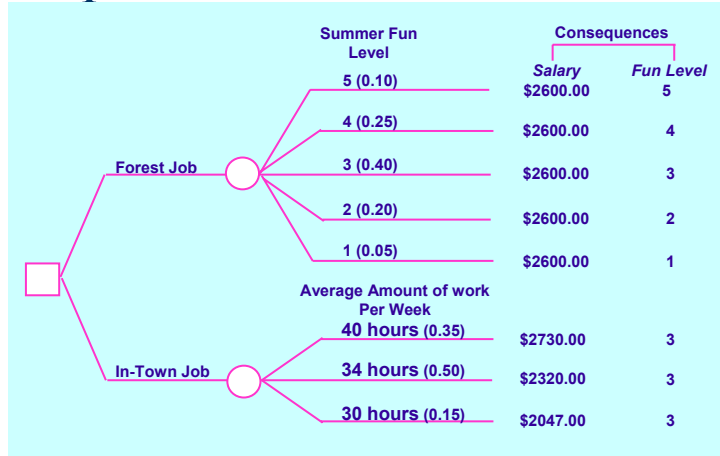 Summer Fun
Level
Consequences
Salary Fun Level
5 (0.10) $2600.00 5
4 (0.25) $2600.00 4
Forest Job 3 (0.40) $2600.00 3
2 (0.20) $2600.00 2
1 (0.05) $2600.00 1
Average Amount of work
Per Week
40 hours (0.35) $2730.00 3
In-Town Job 34 hours (0.50) $2320.00 3
30 hours (0.15) $2047.00 3